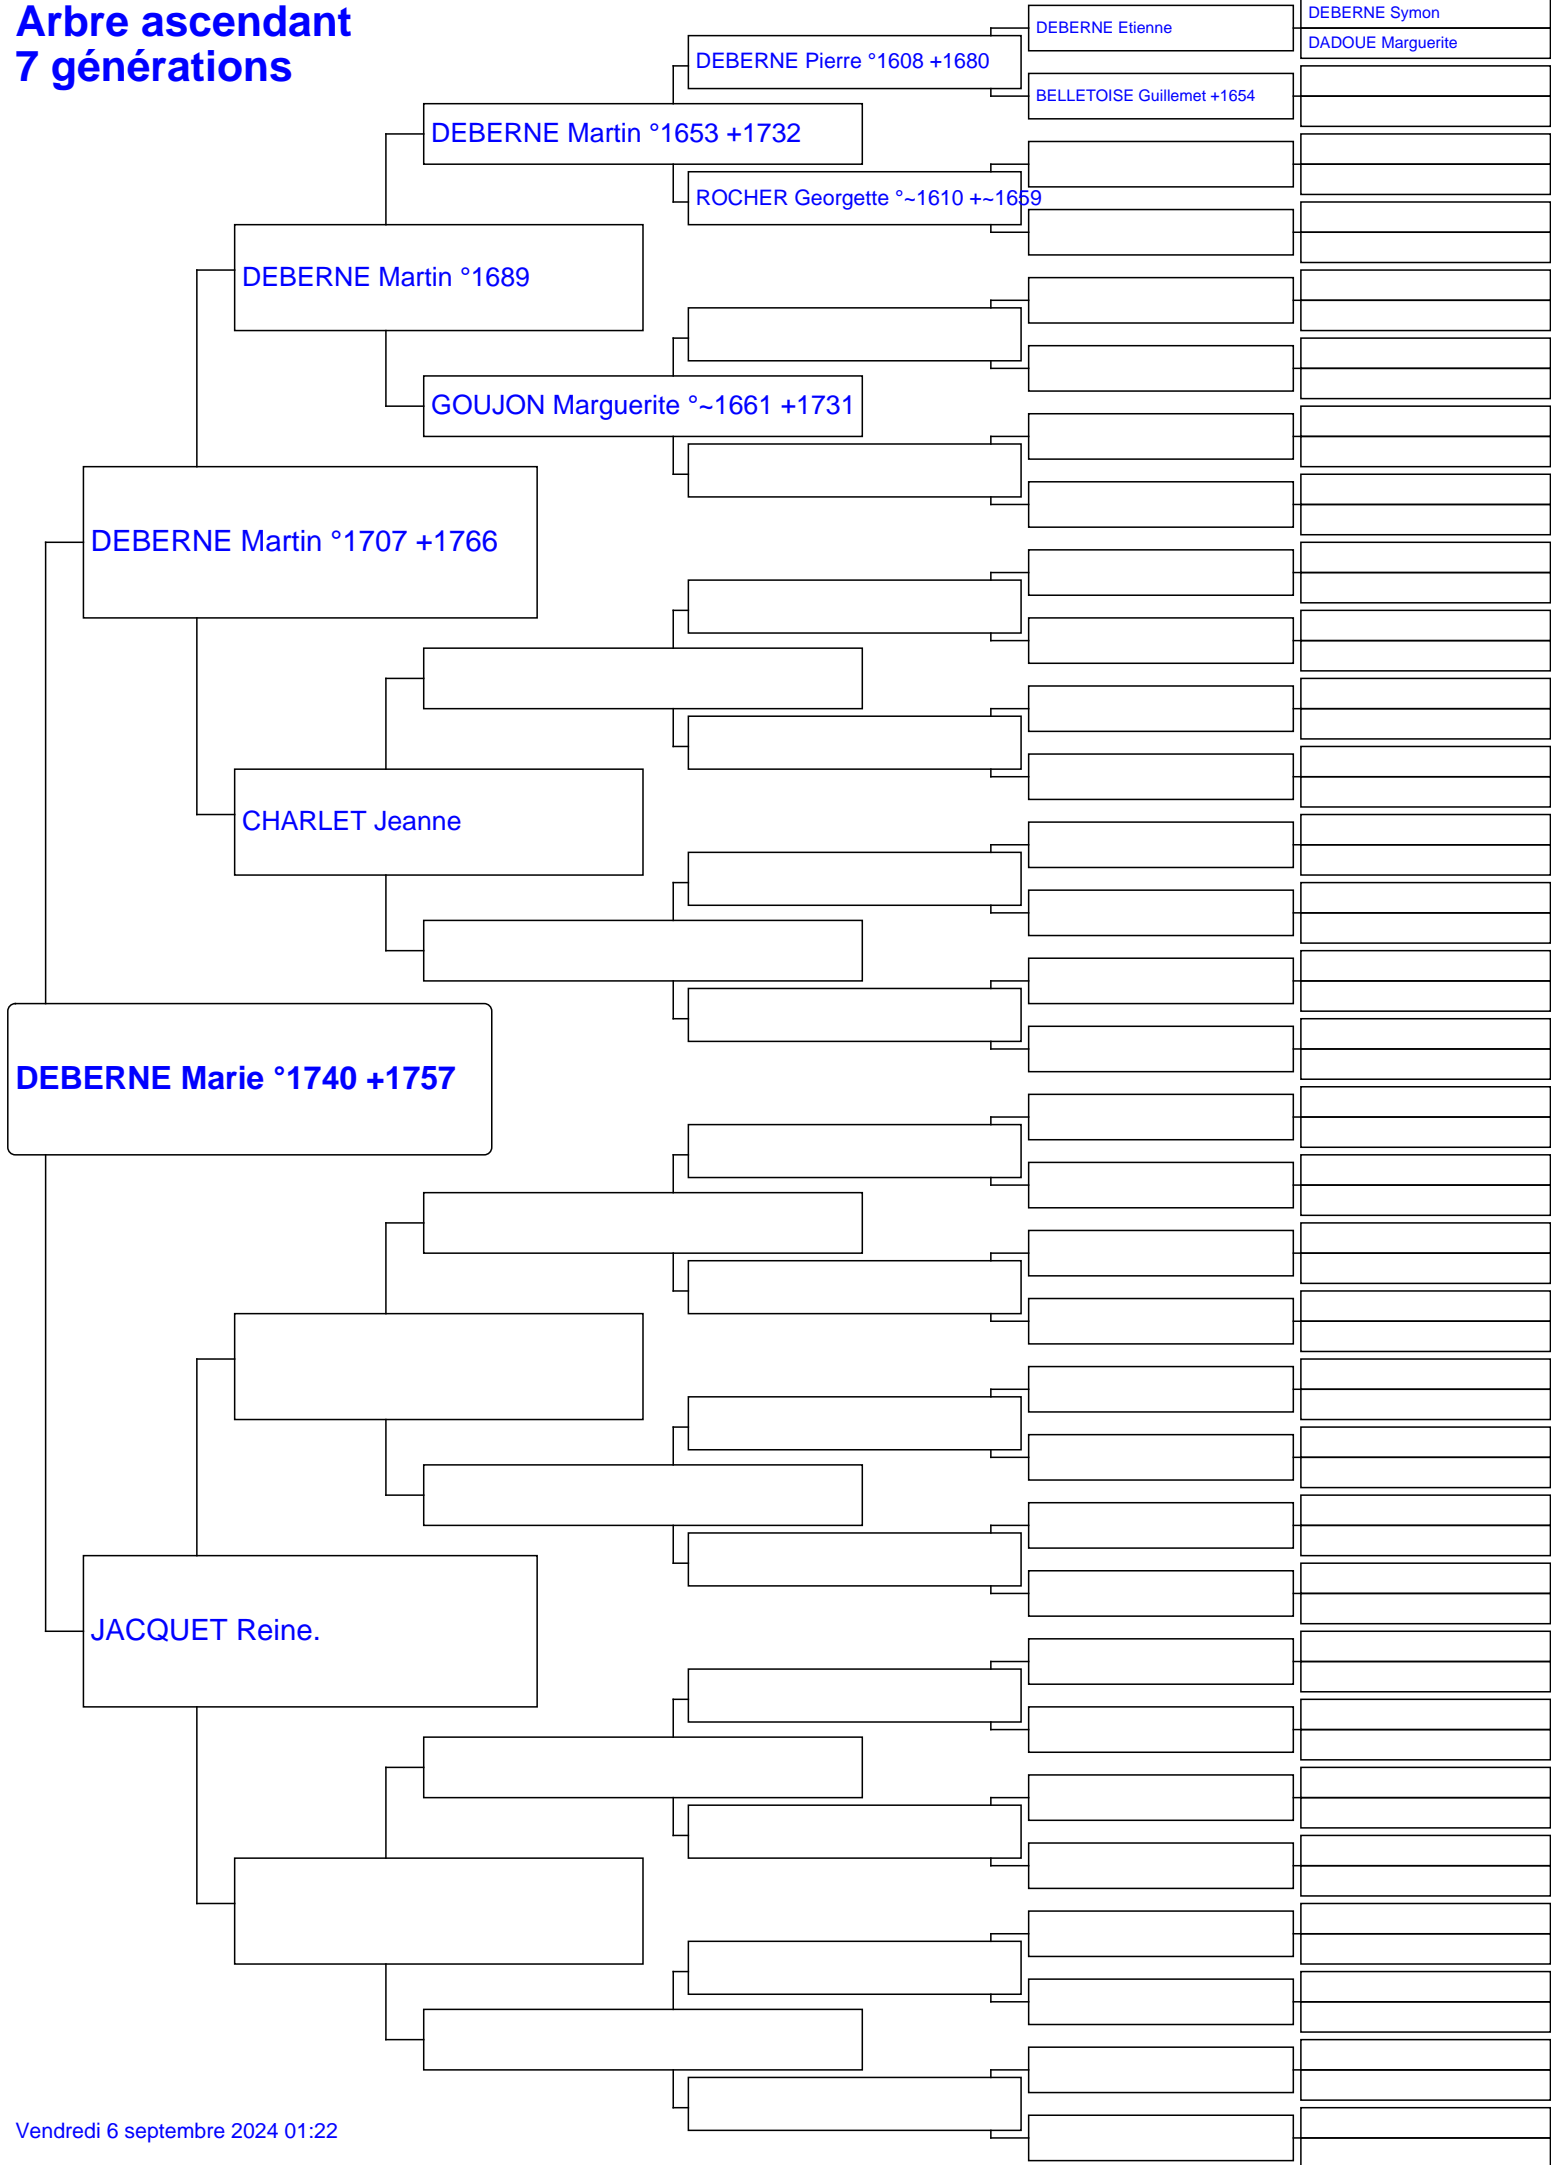 Arbre ascendant
7 générations
DEBERNE Symon
DEBERNE Etienne
DADOUE Marguerite
DEBERNE Pierre °1608 +1680
BELLETOISE Guillemet +1654
DEBERNE Martin °1653 +1732
ROCHER Georgette °~1610 +~1659
DEBERNE Martin °1689
GOUJON Marguerite °~1661 +1731
DEBERNE Martin °1707 +1766
CHARLET Jeanne
DEBERNE Marie °1740 +1757
JACQUET Reine.
Vendredi 6 septembre 2024 01:22